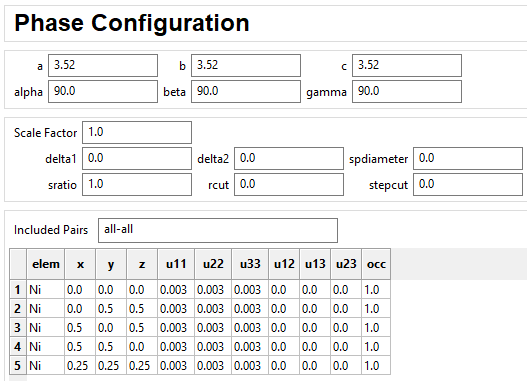 Phase Configuration
a 3.52 b 3.52 c 3.52
alpha 90.0 beta 90.0 gamma 90.0
Scale Factor 1.0
delta1 0.0 delta2 0.0 spdiameter 0.0
sratio 1.0 rcut 0.0 stepcut 0.0
Included Pairs all-all
elem x y z u11 u22 u33 u12 u13 u23 occ
1 Ni 0.0 0.0 0.0 0.003 0.003 0.003 0.0 0.0 0.0 1.0
2 Ni 0.0 0.5 0.5 0.003 0.003 0.003 0.0 0.0 0.0 1.0
3 Ni 0.5 0.0 0.5 0.003 0.003 0.003 0.0 0.0 0.0 1.0
4 Ni 0.5 0.5 0.0 0.003 0.003 0.003 0.0 0.0 0.0 1.0
5 Ni 0.25 0.25 0.25 0.003 0.003 0.003 0.0 0.0 0.0 1.0